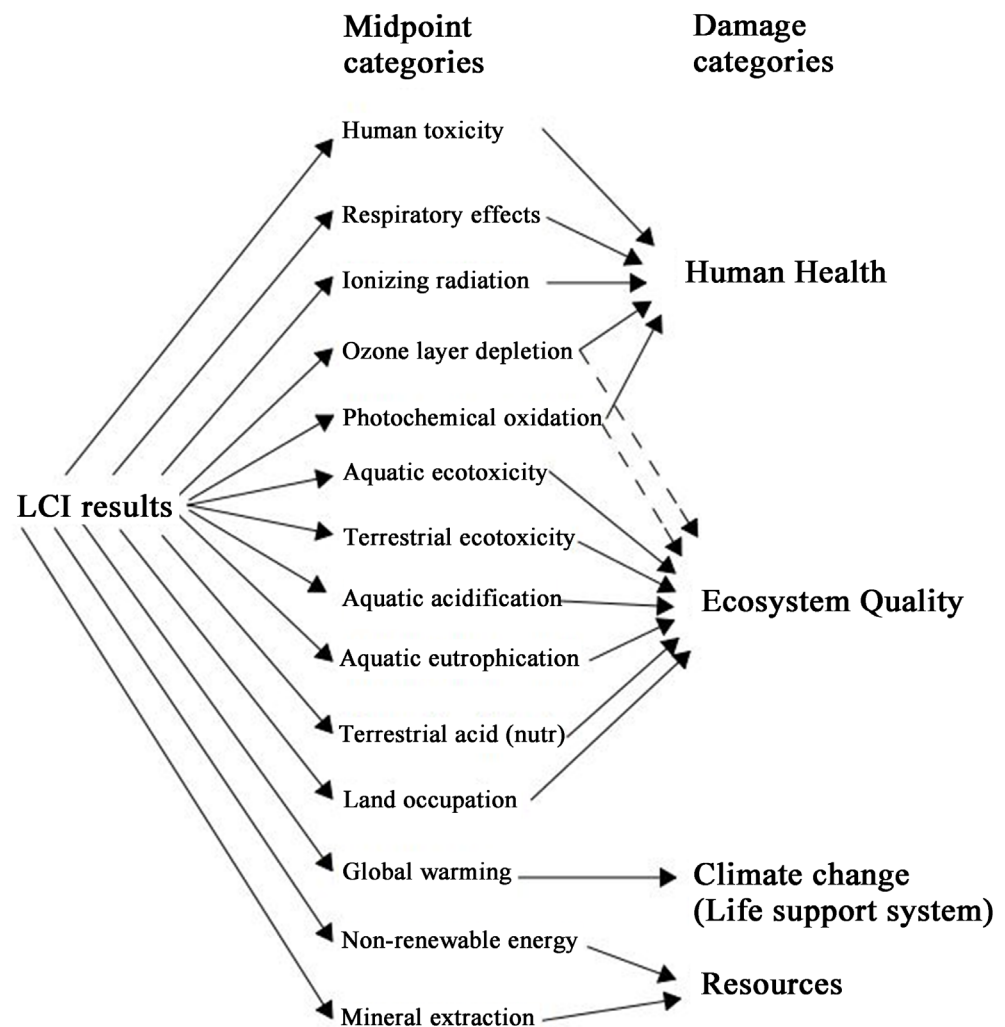 Midpoint
categories
Damage
categories
Human toxicity
Respiratory effects
Human Health
Ionizing radiation
Ozone layer depletion
Photochemical oxidation
Aquatic ecotoxicity
LCI results
Terrestrial ecotoxicity
Aquatic acidification
Ecosystem Quality
Aquatic eutrophication
Terrestrial acid (nutr)
Land occupation
Global warming
Climate change
(Life support system)
Non-renewable energy
Resources
Mineral extraction